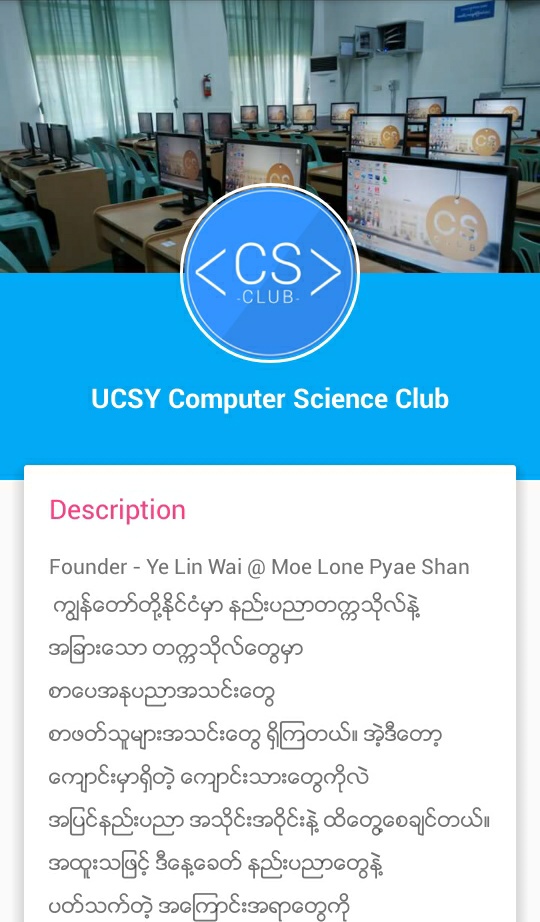 CS
CLUB
<CS>
-CLUB-
UCSY Computer Science Club
Description
Founder - Ye Lin Wai @ Moe Lone Pyae Shan
ကျွန်တော်တို့နိုင်ငံမှာ နည်းပညာတက္ကသိုလ်နဲ့
အခြားသော တက္ကသိုလ်တွေမှာ
စာပေအနုပညာအသင်းတွေ
စာဖတ်သူများအသင်းတွေ ရှိကြတယ်။ အဲ့ဒီတော့
ကျောင်းမှာရှိတဲ့ ကျောင်းသားတွေကိုလဲ
အပြင်နည်းပညာ အသိုင်းအဝိုင်းနဲ့ ထိတွေ့စေချင်တယ်။
အထူးသဖြင့် ဒီနေ့ခေတ် နည်းပညာတွေနဲ့
ပတ်သက်တဲ့ အကြောင်းအရာတွေကို